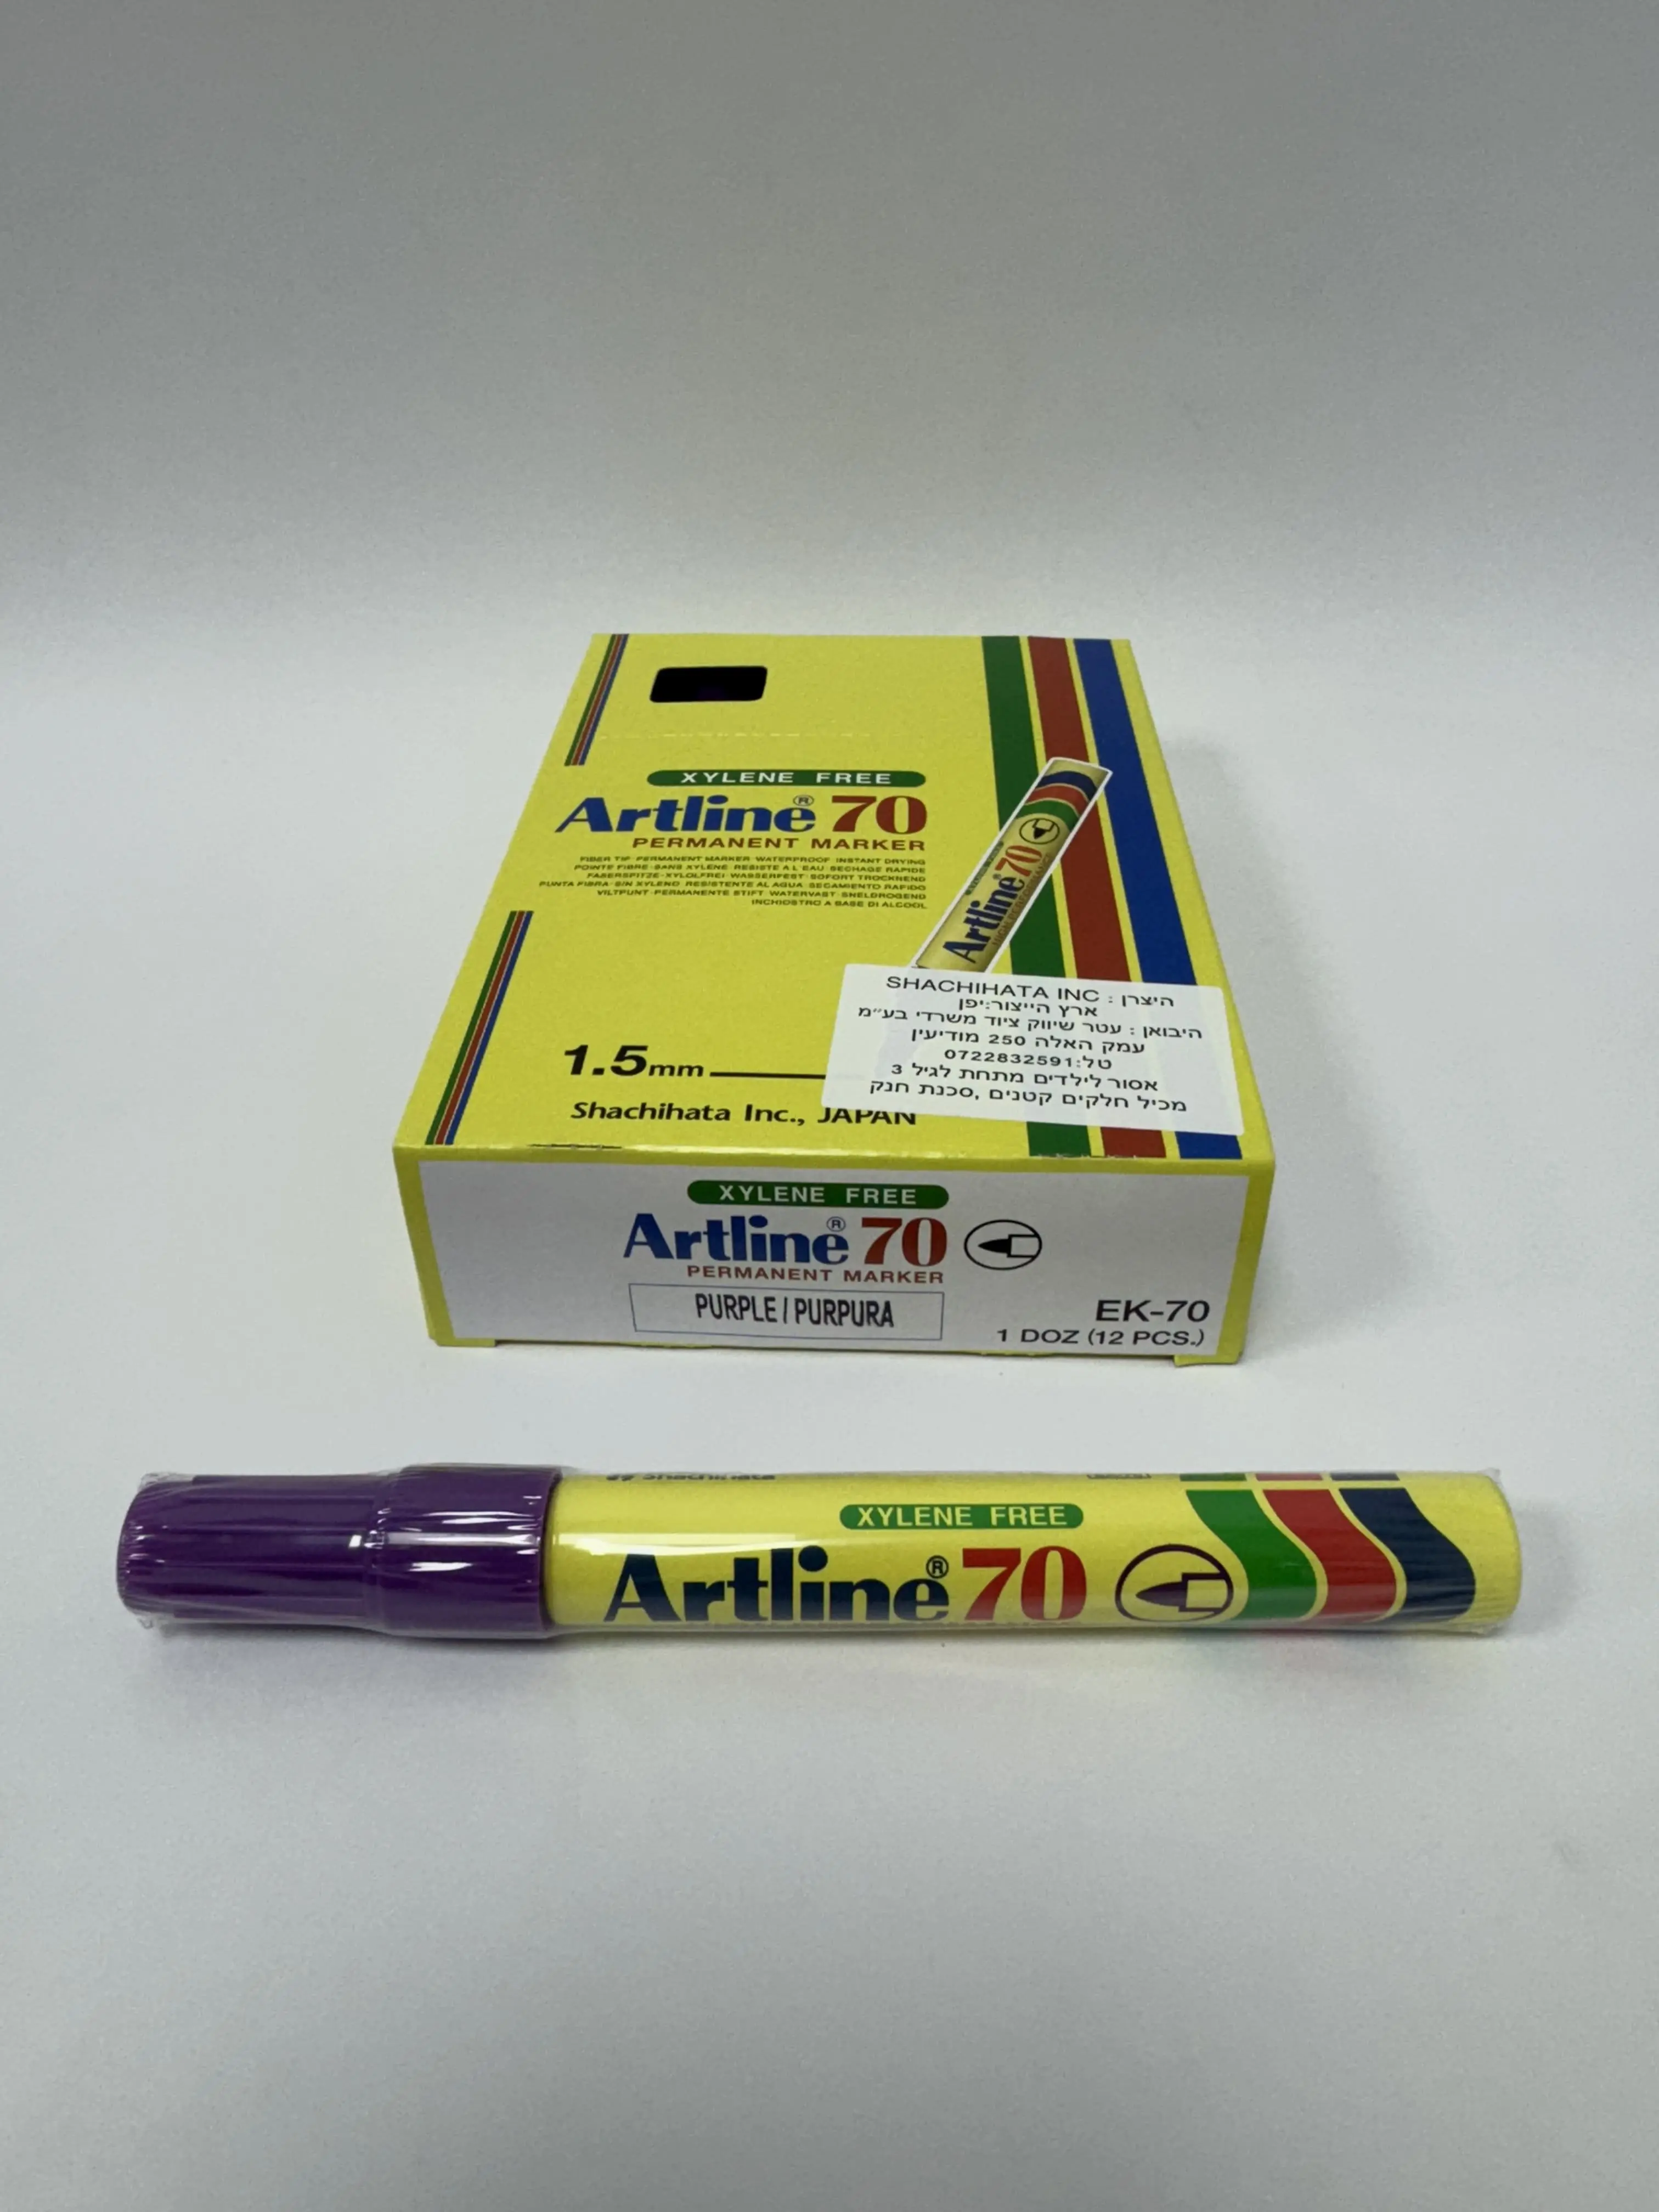 XYLENE FREE
Artline® 70
PERMANENT MARKER
FIBER TIP·PERMANENT MARKER·WATERPROOF INSTANT DRYING
POINTE FIBRE·SANS XYLENE RESISTE A L'EAU SECHAGE RAPIDE
FASERSPITZE·XYLOLFREI·WASSERFEST·SOFORT TROCKNEND
PUNTA FIBRA·SIN XYLENO RESISTENTE AL AGUA SECAMIENTO RAPIDO
VILTPUNT·PERMANENTE STIFT WATERVAST SNELDROGEND
INCHIOSTRO A BASE DI ALCOOL
Artline® 70
1.5mm
Shachihata Inc., JAPAN
היצרן : SHACHIHATA INC
ארץ הייצור:יפן
היבואן : עטר שיווק ציוד משרדי בע״מ
עמק האלה 250 מודיעין
טל:0722832591
אסור לילדים מתחת לגיל 3
מכיל חלקים קטנים ,סכנת חנק
XYLENE FREE
Artline® 70
PERMANENT MARKER
PURPLE / PURPURA
EK-70
1 DOZ (12 PCS.)
Shachihata
XYLENE FREE
Artline® 70